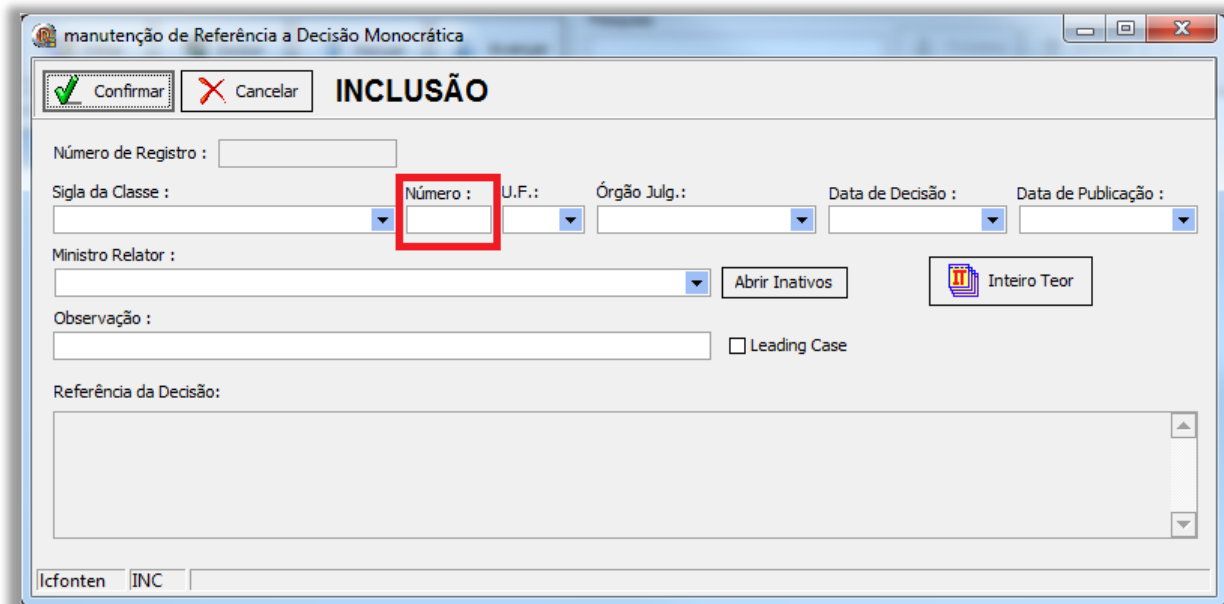 manutenção de Referência a Decisão Monocrática
Confirmar Cancelar INCLUSÃO
Número de Registro :
Sigla da Classe : Número : U.F.: Órgão Julg.: Data de Decisão : Data de Publicação :
Ministro Relator :
Abrir Inativos Inteiro Teor
Observação :
Leading Case
Referência da Decisão:
lcfonten INC